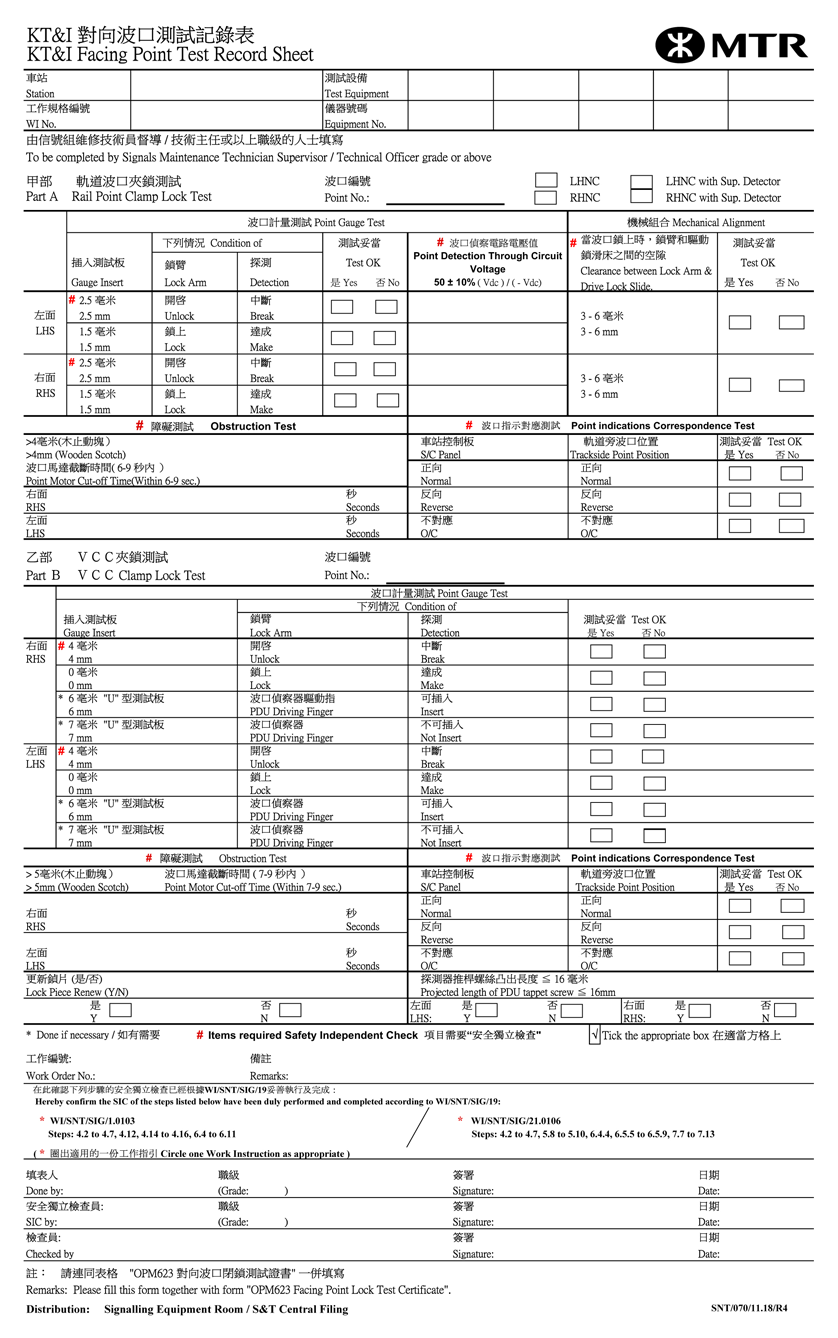 KT&I 對向波口測試記錄表
KT&I Facing Point Test Record Sheet
MTR
車站 測試設備
Station Test Equipment
工作規格編號 儀器號碼
WI No. Equipment No.
由信號組維修技術員督導 / 技術主任或以上職級的人士填寫
To be completed by Signals Maintenance Technician Supervisor / Technical Officer grade or above
甲部 軌道波口夾鎖測試 波口編號 LHNC LHNC with Sup. Detector
Part A Rail Point Clamp Lock Test Point No.: RHNC RHNC with Sup. Detector
波口計量測試 Point Gauge Test 機械組合 Mechanical Alignment
下列情況 Condition of 測試妥當 # 波口偵察電路電壓值 # 當波口鎖上時，鎖臂和驅動 測試妥當
Point Detection Through Circuit 鎖滑床之間的空隙
插入測試板 鎖臂 探測 Test OK Voltage Clearance between Lock Arm & Test OK
Gauge Insert Lock Arm Detection 是 Yes 否 No 50 ± 10% ( Vdc ) / ( - Vdc) Drive Lock Slide. 是 Yes 否 No
# 2.5 毫米 開啓 中斷
左面 2.5 mm Unlock Break 3 - 6 毫米
LHS 1.5 毫米 鎖上 達成 3 - 6 mm
1.5 mm Lock Make
# 2.5 毫米 開啓 中斷
右面 2.5 mm Unlock Break 3 - 6 毫米
RHS 1.5 毫米 鎖上 達成 3 - 6 mm
1.5 mm Lock Make
# 障礙測試 Obstruction Test # 波口指示對應測試 Point indications Correspondence Test
>4毫米(木止動塊) 車站控制板 軌道旁波口位置 測試妥當 Test OK
>4mm (Wooden Scotch) S/C Panel Trackside Point Position 是 Yes 否 No
波口馬達截斷時間( 6-9 秒內 ) 正向 正向
Point Motor Cut-off Time(Within 6-9 sec.) Normal Normal
右面 秒 反向 反向
RHS Seconds Reverse Reverse
左面 秒 不對應 不對應
LHS Seconds O/C O/C
乙部 ＶＣＣ夾鎖測試 波口編號
Part B ＶＣＣ Clamp Lock Test Point No.:
波口計量測試 Point Gauge Test
下列情況 Condition of
插入測試板 鎖臂 探測 測試妥當 Test OK
Gauge Insert Lock Arm Detection 是 Yes 否 No
右面 # 4 毫米 開啓 中斷
RHS 4 mm Unlock Break
0 毫米 鎖上 達成
0 mm Lock Make
* 6 毫米 "U" 型測試板 波口偵察器驅動指 可插入
6 mm PDU Driving Finger Insert
* 7 毫米 "U" 型測試板 波口偵察器 不可插入
7 mm PDU Driving Finger Not Insert
左面 # 4 毫米 開啓 中斷
LHS 4 mm Unlock Break
0 毫米 鎖上 達成
0 mm Lock Make
* 6 毫米 "U" 型測試板 波口偵察器 可插入
6 mm PDU Driving Finger Insert
* 7 毫米 "U" 型測試板 波口偵察器 不可插入
7 mm PDU Driving Finger Not Insert
# 障礙測試 Obstruction Test # 波口指示對應測試 Point indications Correspondence Test
> 5毫米(木止動塊) 波口馬達截斷時間 ( 7-9 秒內 ) 車站控制板 軌道旁波口位置 測試妥當 Test OK
> 5mm (Wooden Scotch) Point Motor Cut-off Time (Within 7-9 sec.) S/C Panel Trackside Point Position 是 Yes 否 No
正向 正向
右面 秒 Normal Normal
RHS Seconds 反向 反向
Reverse Reverse
左面 秒 不對應 不對應
LHS Seconds O/C O/C
更新鎖片 (是/否) 探測器推桿螺絲凸出長度 ≦ 16 毫米
Lock Piece Renew (Y/N) Projected length of PDU tappet screw ≦ 16mm
是 否 左面 是 否 右面 是 否
Y N LHS: Y N RHS: Y N
* Done if necessary / 如有需要 # Items required Safety Independent Check 項目需要“安全獨立檢查" √ Tick the appropriate box 在適當方格上
工作編號: 備註
Work Order No.: Remarks:
在此確認下列步驟的安全獨立檢查已經根據WI/SNT/SIG/19妥善執行及完成：
Hereby confirm the SIC of the steps listed below have been duly performed and completed according to WI/SNT/SIG/19:
* WI/SNT/SIG/1.0103 / * WI/SNT/SIG/21.0106
Steps: 4.2 to 4.7, 4.12, 4.14 to 4.16, 6.4 to 6.11 Steps: 4.2 to 4.7, 5.8 to 5.10, 6.4.4, 6.5.5 to 6.5.9, 7.7 to 7.13
( * 圈出適用的一份工作指引 Circle one Work Instruction as appropriate )
填表人 職級 簽署 日期
Done by: (Grade: ) Signature: Date:
安全獨立檢查員: 職級 簽署 日期
SIC by: (Grade: ) Signature: Date:
檢查員: 簽署 日期
Checked by Signature: Date:
註： 請連同表格 "OPM623 對向波口閉鎖測試證書" 一併填寫
Remarks: Please fill this form together with form "OPM623 Facing Point Lock Test Certificate".
Distribution: Signalling Equipment Room / S&T Central Filing SNT/070/11.18/R4